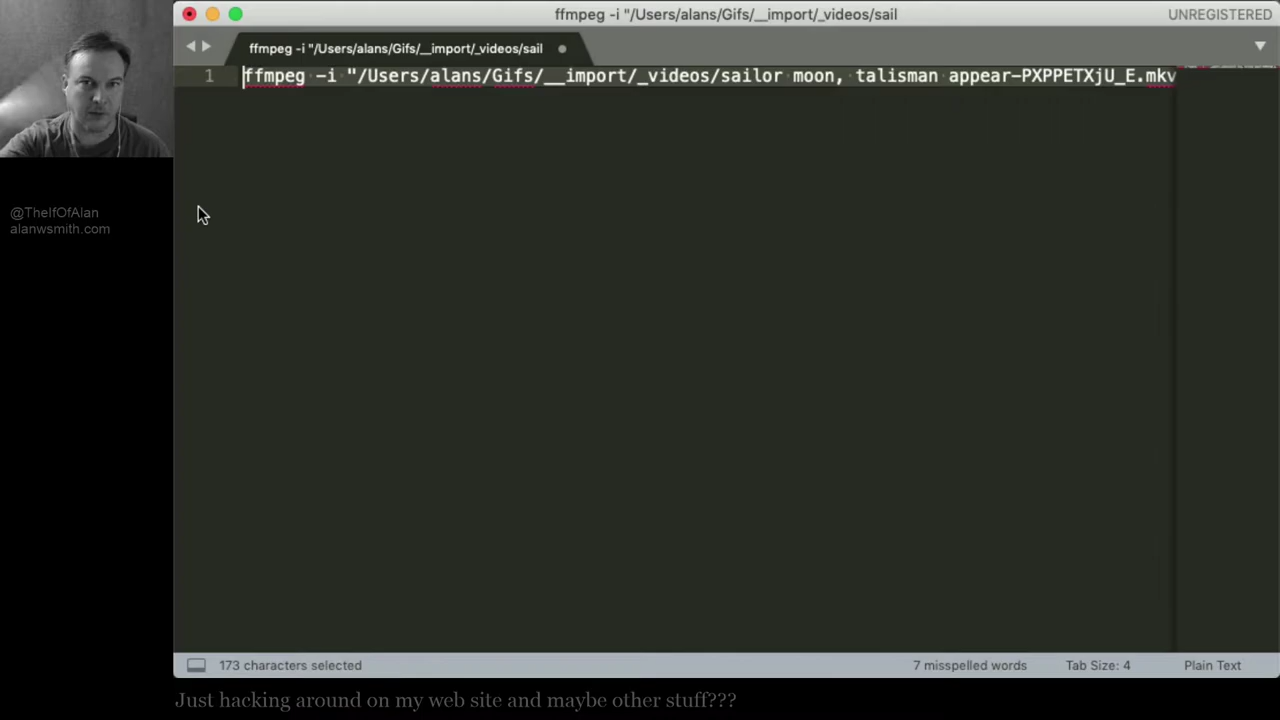 ffmpeg -i "/Users/alans/Gifs/__import/_videos/sail
UNREGISTERED
ffmpeg -i "/Users/alans/Gifs/__import/_videos/sail
1 ffmpeg -i "/Users/alans/Gifs/__import/_videos/sailor moon, talisman appear-PXPPETXjU_E.mkv
@TheIfOfAlan
alanwsmith.com
173 characters selected
7 misspelled words
Tab Size: 4
Plain Text
Just hacking around on my web site and maybe other stuff???